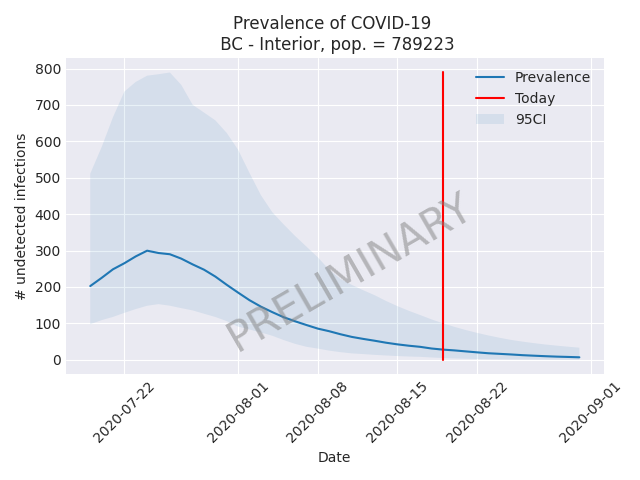 Prevalence of COVID-19
BC - Interior, pop. = 789223
800
700
600
500
400
300
200
100
0
# undetected infections
Prevalence
Today
95CI
PRELIMINARY
2020-07-22
2020-08-01
2020-08-08
2020-08-15
2020-08-22
2020-09-01
Date